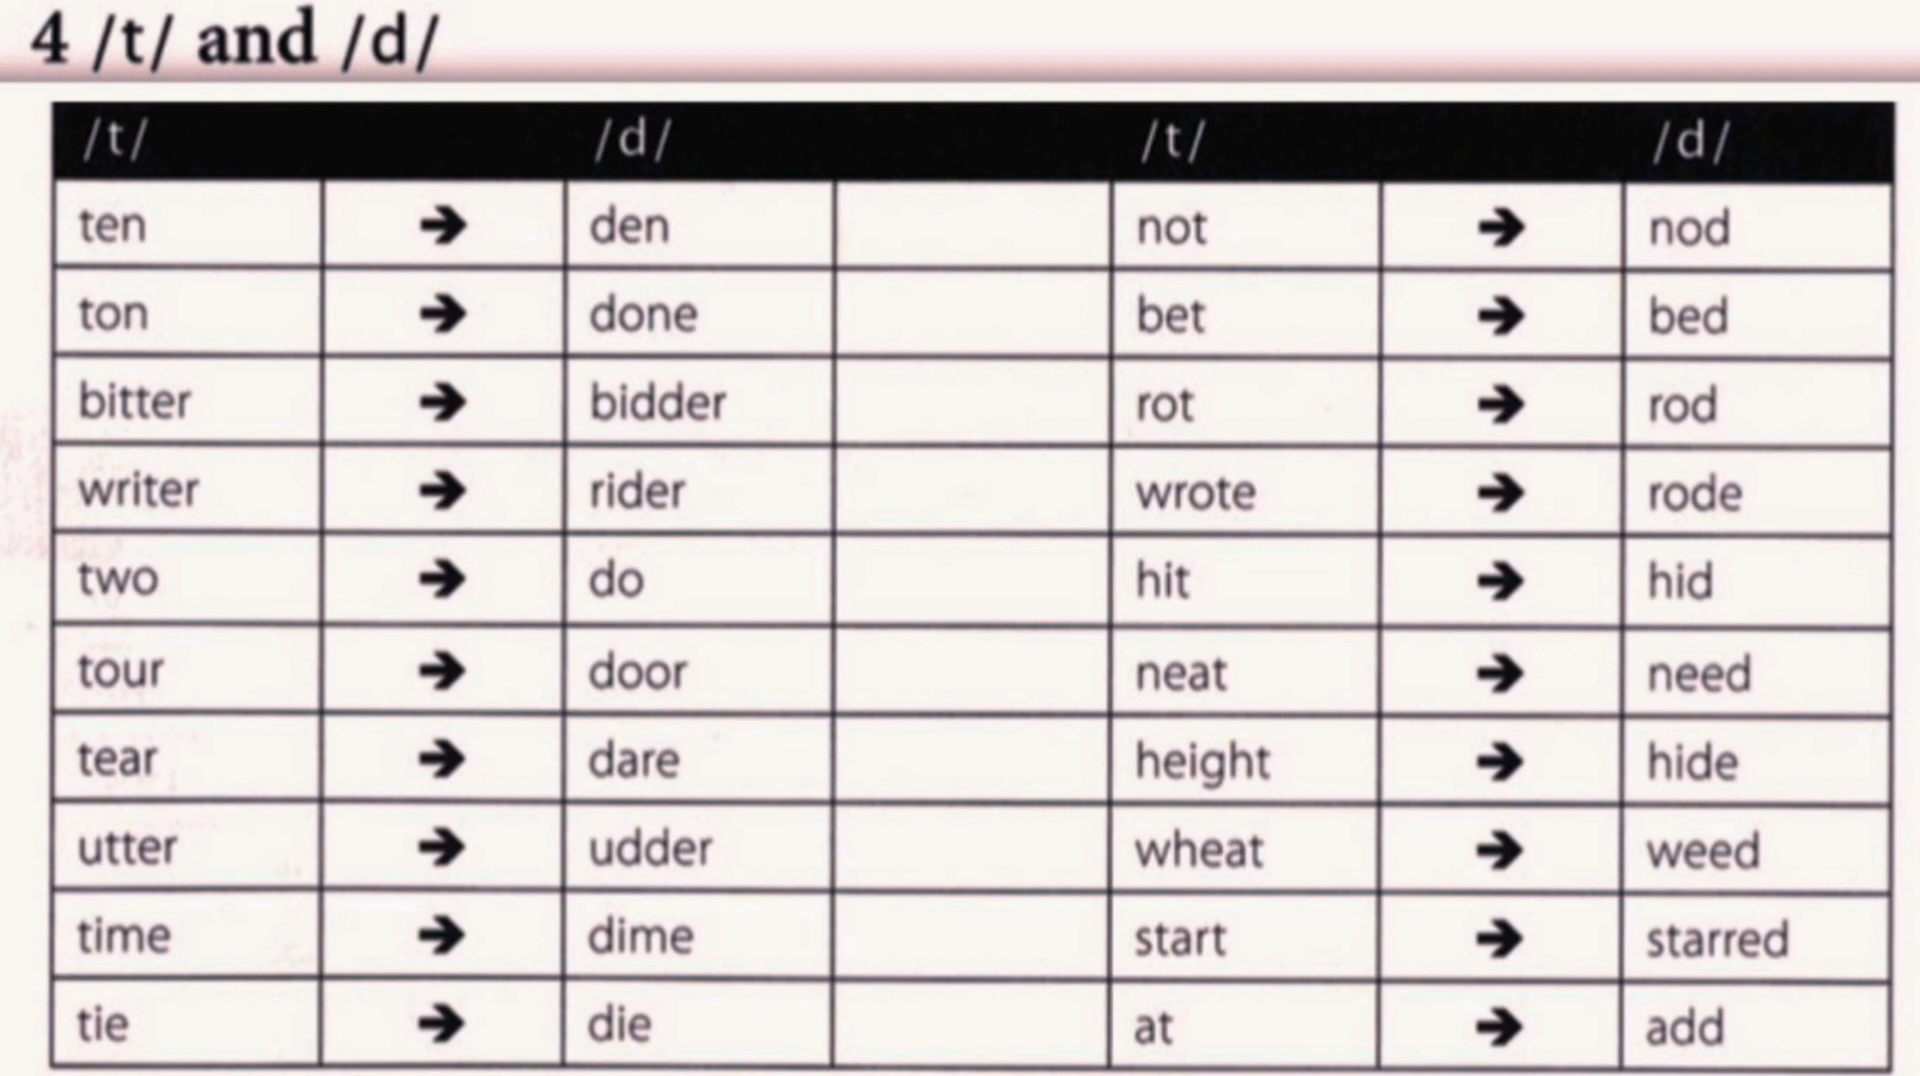 4 /t/ and /d/
/t/ /d/ /t/ /d/
ten → den not → nod
ton → done bet → bed
bitter → bidder rot → rod
writer → rider wrote → rode
two → do hit → hid
tour → door neat → need
tear → dare height → hide
utter → udder wheat → weed
time → dime start → starred
tie → die at → add